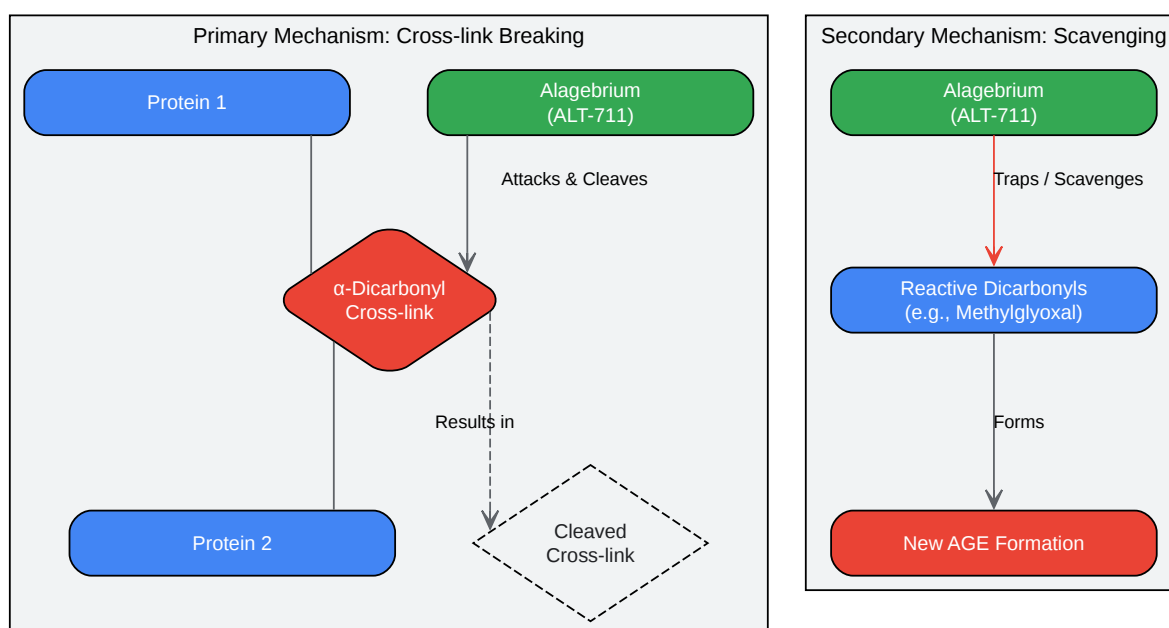 Primary Mechanism: Cross-link Breaking
Protein 1
Alagebrium
(ALT-711)
Attacks & Cleaves
α-Dicarbonyl
Cross-link
Results in
Protein 2
Cleaved
Cross-link
Secondary Mechanism: Scavenging
Alagebrium
(ALT-711)
Traps / Scavenges
Reactive Dicarbonyls
(e.g., Methylglyoxal)
Forms
New AGE Formation